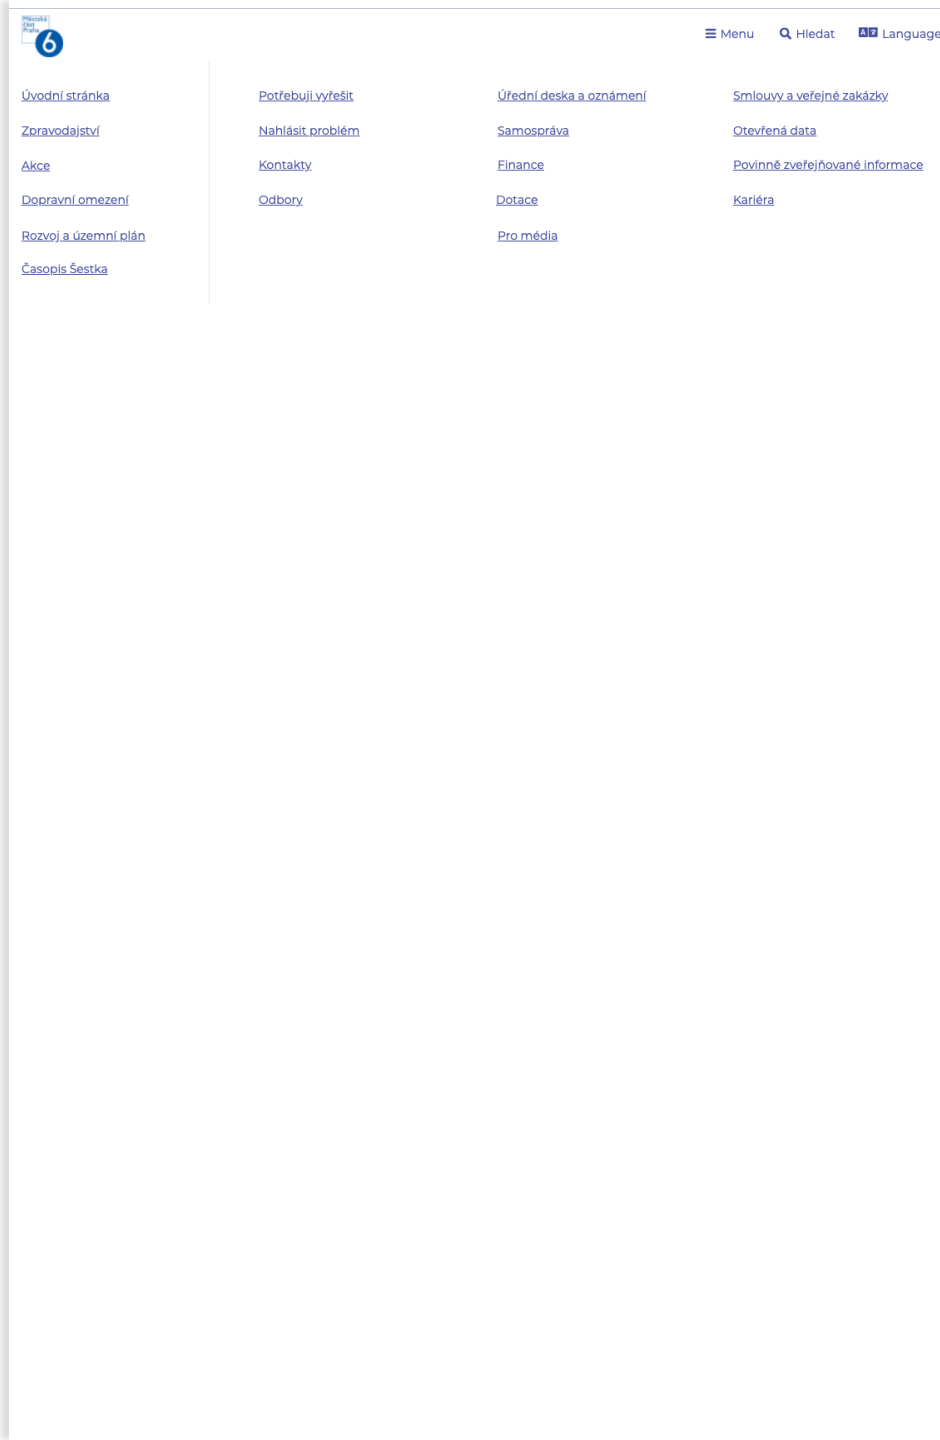 Městská
část
Praha
6
Menu
Hledat
Language
Úvodní stránka
Zpravodajství
Akce
Dopravní omezení
Rozvoj a územní plán
Časopis Šestka
Potřebuji vyřešit
Nahlásit problém
Kontakty
Odbory
Úřední deska a oznámení
Samospráva
Finance
Dotace
Pro média
Smlouvy a veřejné zakázky
Otevřená data
Povinně zveřejňované informace
Kariéra